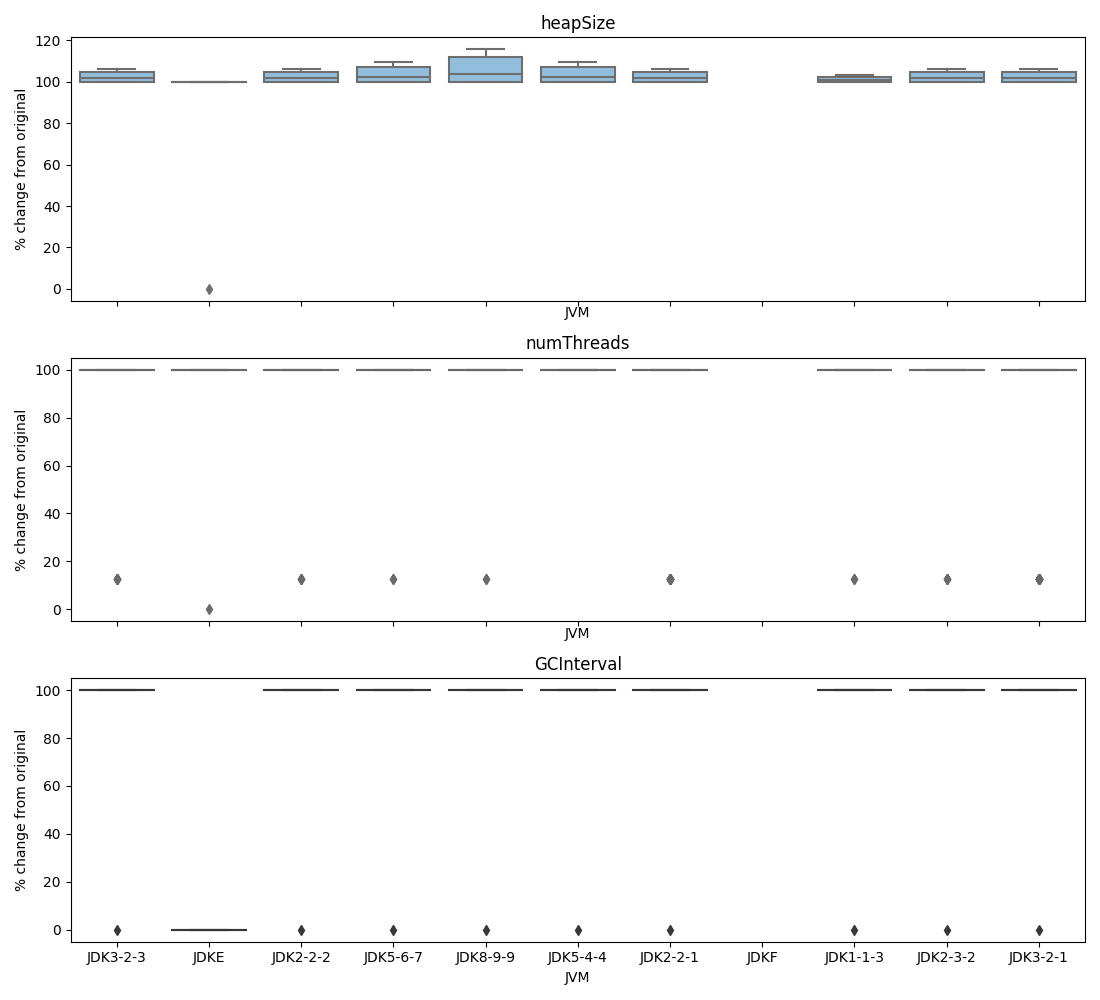 heapSize
% change from original
120
100
80
60
40
20
0
JVM
numThreads
% change from original
100
80
60
40
20
0
JVM
GCInterval
% change from original
100
80
60
40
20
0
JDK3-2-3 JDKE JDK2-2-2 JDK5-6-7 JDK8-9-9 JDK5-4-4 JDK2-2-1 JDKF JDK1-1-3 JDK2-3-2 JDK3-2-1
JVM